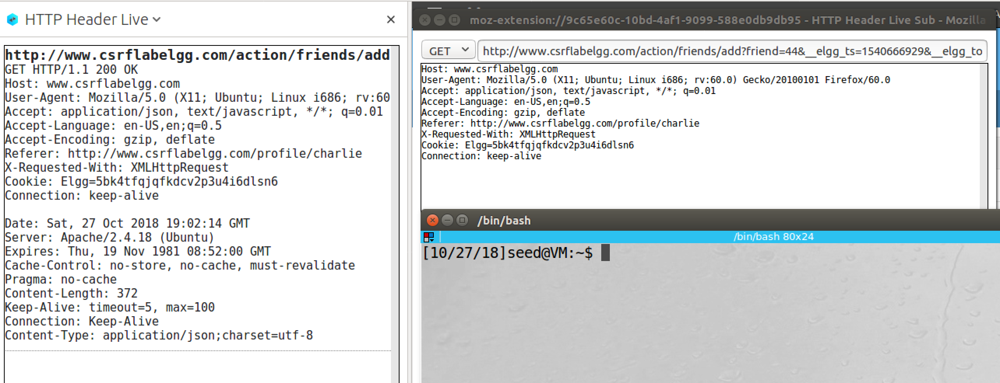 HTTP Header Live
http://www.csrflabelgg.com/action/friends/add
GET HTTP/1.1 200 OK
Host: www.csrflabelgg.com
User-Agent: Mozilla/5.0 (X11; Ubuntu; Linux i686; rv:60
Accept: application/json, text/javascript, */*; q=0.01
Accept-Language: en-US,en;q=0.5
Accept-Encoding: gzip, deflate
Referer: http://www.csrflabelgg.com/profile/charlie
X-Requested-With: XMLHttpRequest
Cookie: Elgg=5bk4tfqjqfkdcv2p3u4i6dlsn6
Connection: keep-alive
Date: Sat, 27 Oct 2018 19:02:14 GMT
Server: Apache/2.4.18 (Ubuntu)
Expires: Thu, 19 Nov 1981 08:52:00 GMT
Cache-Control: no-store, no-cache, must-revalidate
Pragma: no-cache
Content-Length: 372
Keep-Alive: timeout=5, max=100
Connection: Keep-Alive
Content-Type: application/json;charset=utf-8
moz-extension://9c65e60c-10bd-4af1-9099-588e0db9db95 - HTTP Header Live Sub - Mozilla
GET http://www.csrflabelgg.com/action/friends/add?friend=44&__elgg_ts=1540666929&__elgg_to
Host: www.csrflabelgg.com
User-Agent: Mozilla/5.0 (X11; Ubuntu; Linux i686; rv:60.0) Gecko/20100101 Firefox/60.0
Accept: application/json, text/javascript, */*; q=0.01
Accept-Language: en-US,en;q=0.5
Accept-Encoding: gzip, deflate
Referer: http://www.csrflabelgg.com/profile/charlie
X-Requested-With: XMLHttpRequest
Cookie: Elgg=5bk4tfqjqfkdcv2p3u4i6dlsn6
Connection: keep-alive
/bin/bash
/bin/bash 80x24
[10/27/18]seed@VM:~$